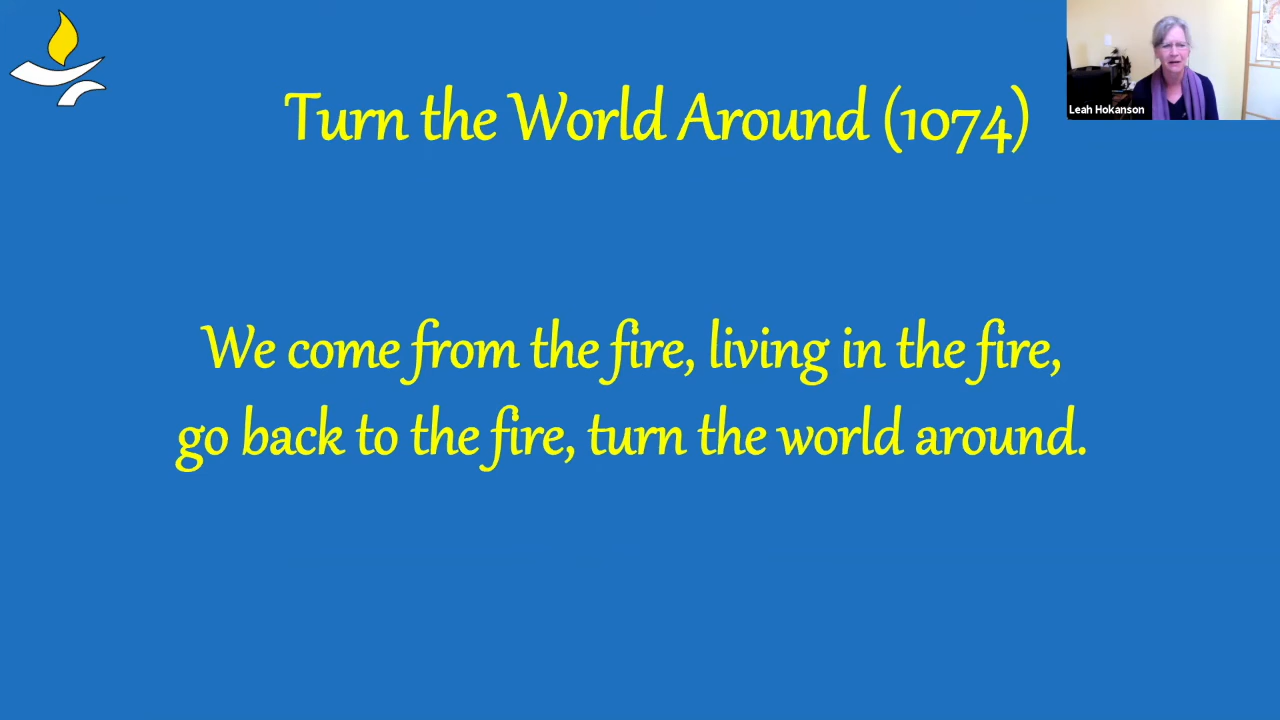 Turn the World Around (1074)
Leah Hokanson
We come from the fire, living in the fire,
go back to the fire, turn the world around.